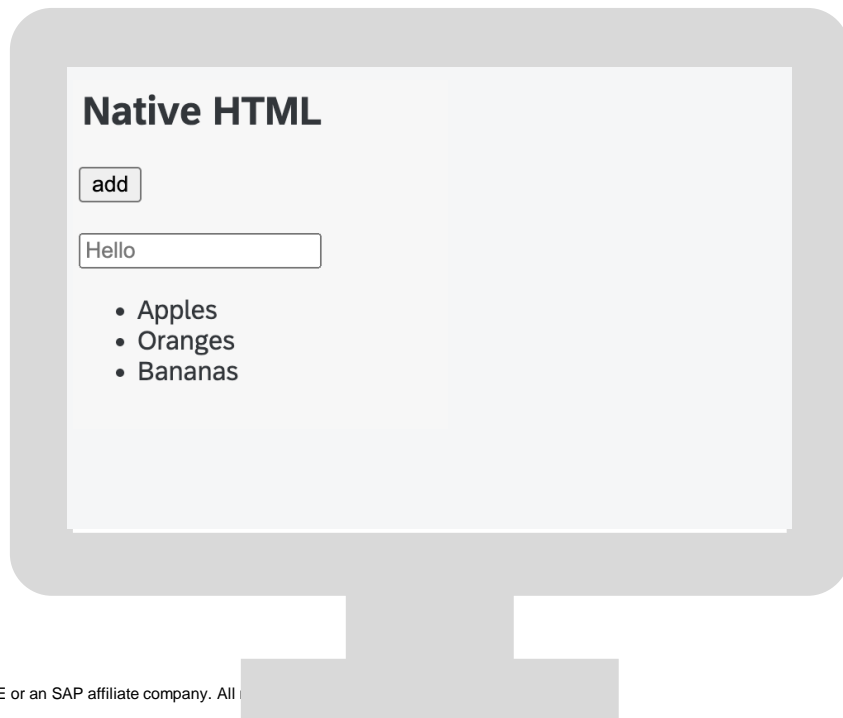 Native HTML
add
Hello
• Apples
• Oranges
• Bananas
E or an SAP affiliate company. All